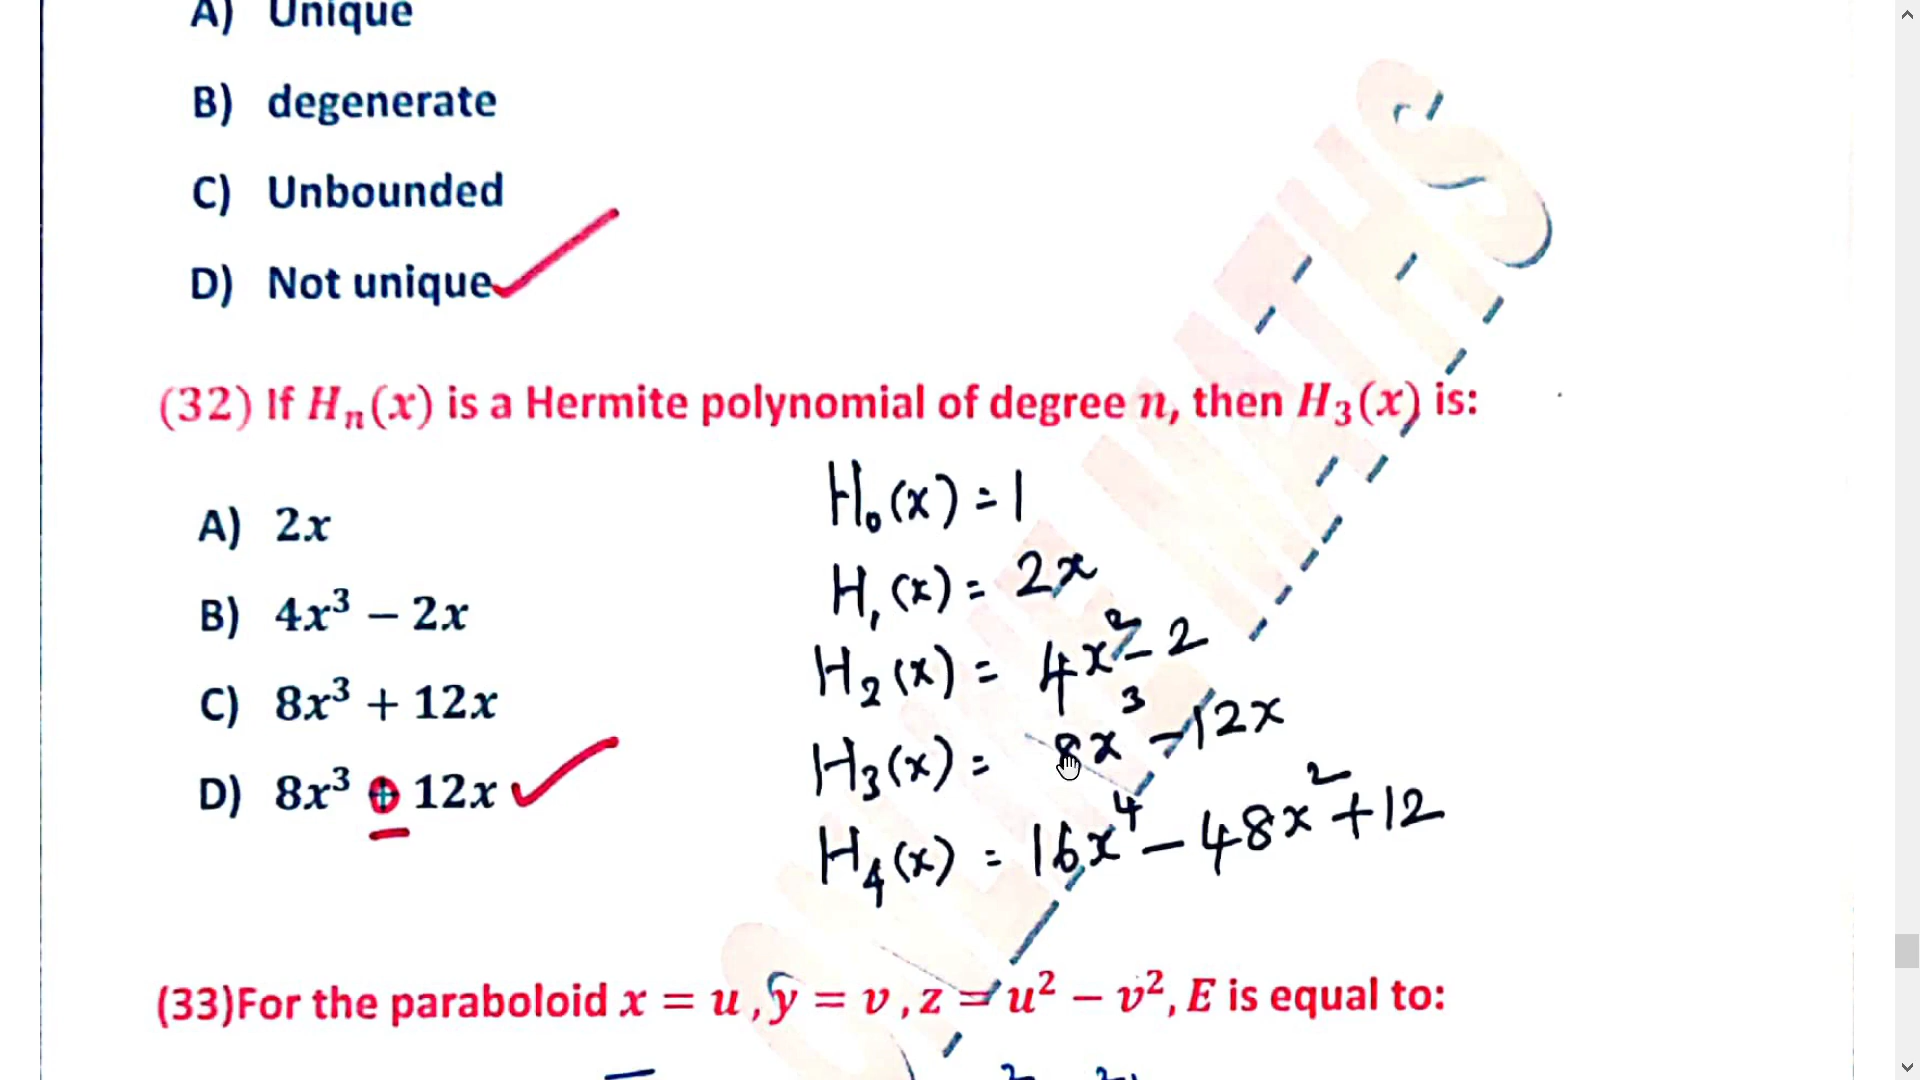 A) Unique
B) degenerate
C) Unbounded
D) Not unique
(32) If Hₙ(x) is a Hermite polynomial of degree n, then H₃(x) is:
A) 2x
B) 4x³ − 2x
C) 8x³ + 12x
D) 8x³ + 12x
H₀(x) = 1
H₁(x) = 2x
H₂(x) = 4x² − 2
H₃(x) = 8x³ − 12x
H₄(x) = 16x⁴ − 48x² + 12
MATHS
(33)For the paraboloid x = u , y = v , z = u² − v², E is equal to: